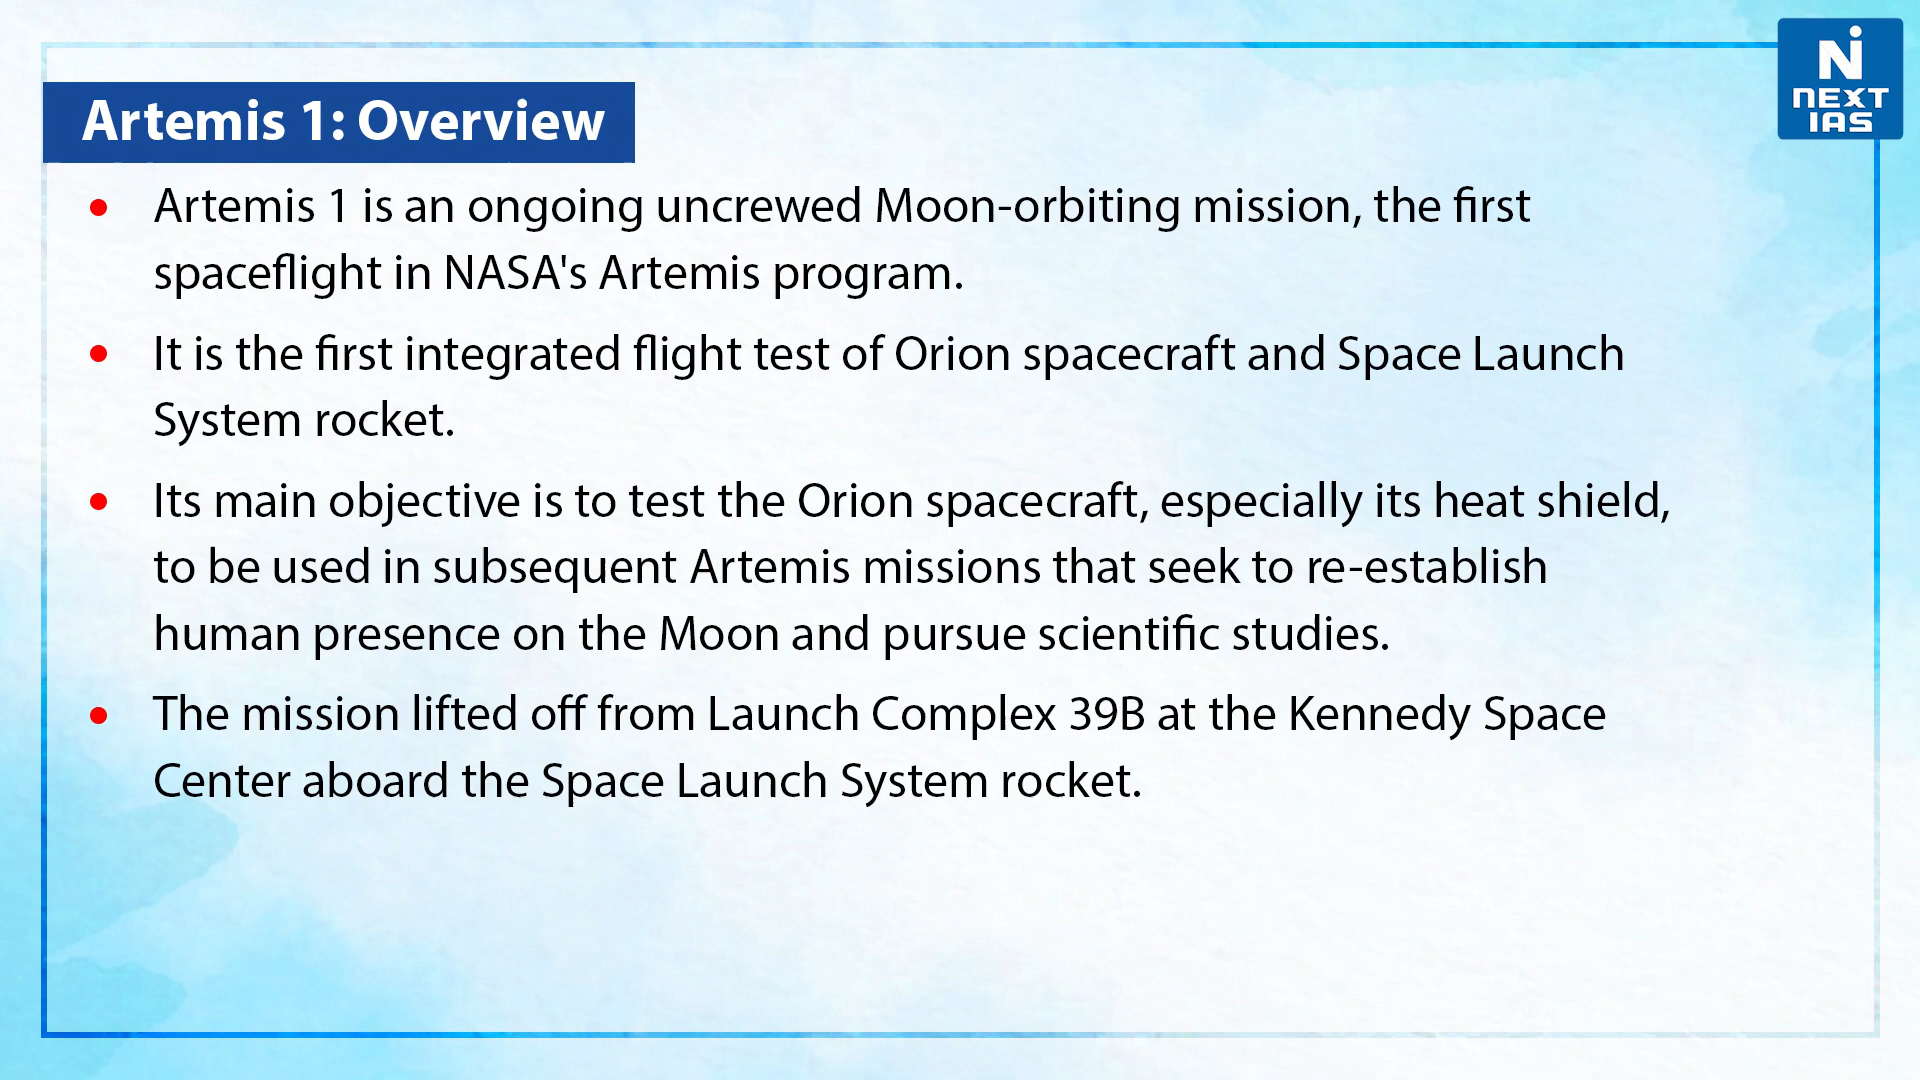 Artemis 1: Overview
N
NEXT
IAS
• Artemis 1 is an ongoing uncrewed Moon-orbiting mission, the first
spaceflight in NASA's Artemis program.
• It is the first integrated flight test of Orion spacecraft and Space Launch
System rocket.
• Its main objective is to test the Orion spacecraft, especially its heat shield,
to be used in subsequent Artemis missions that seek to re-establish
human presence on the Moon and pursue scientific studies.
• The mission lifted off from Launch Complex 39B at the Kennedy Space
Center aboard the Space Launch System rocket.